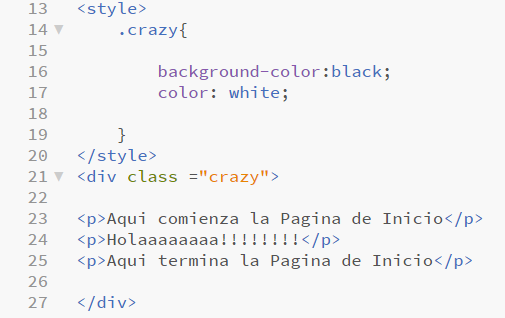 13 <style>
14 .crazy{
15
16 background-color:black;
17 color: white;
18
19 }
20 </style>
21 <div class ="crazy">
22
23 <p>Aqui comienza la Pagina de Inicio</p>
24 <p>Holaaaaaaaa!!!!!!!!</p>
25 <p>Aqui termina la Pagina de Inicio</p>
26
27 </div>